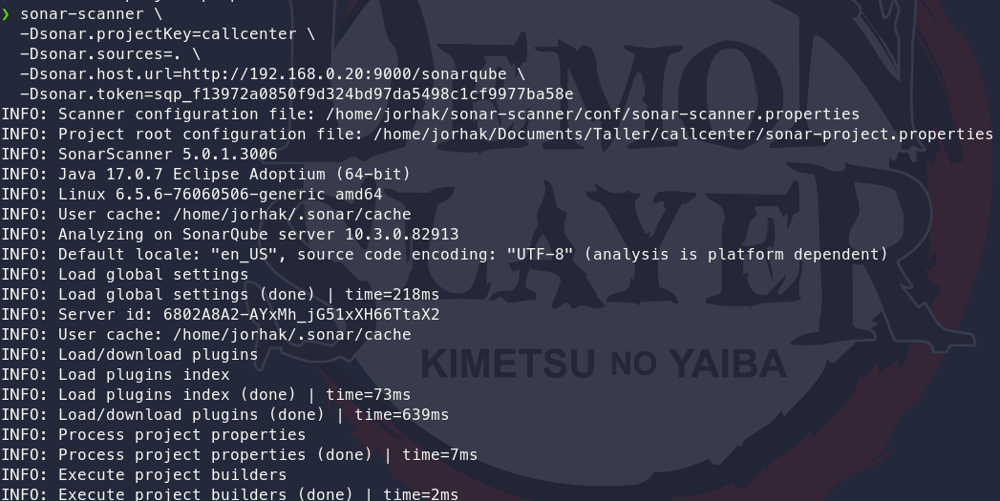 ❯ sonar-scanner \
  -Dsonar.projectKey=callcenter \
  -Dsonar.sources=. \
  -Dsonar.host.url=http://192.168.0.20:9000/sonarqube \
  -Dsonar.token=sqp_f13972a0850f9d324bd97da5498c1cf9977ba58e
INFO: Scanner configuration file: /home/jorhak/sonar-scanner/conf/sonar-scanner.properties
INFO: Project root configuration file: /home/jorhak/Documents/Taller/callcenter/sonar-project.properties
INFO: SonarScanner 5.0.1.3006
INFO: Java 17.0.7 Eclipse Adoptium (64-bit)
INFO: Linux 6.5.6-76060506-generic amd64
INFO: User cache: /home/jorhak/.sonar/cache
INFO: Analyzing on SonarQube server 10.3.0.82913
INFO: Default locale: "en_US", source code encoding: "UTF-8" (analysis is platform dependent)
INFO: Load global settings
INFO: Load global settings (done) | time=218ms
INFO: Server id: 6802A8A2-AYxMh_jG51xXH66TtaX2
INFO: User cache: /home/jorhak/.sonar/cache
INFO: Load/download plugins
INFO: Load plugins index
INFO: Load plugins index (done) | time=73ms
INFO: Load/download plugins (done) | time=639ms
INFO: Process project properties
INFO: Process project properties (done) | time=7ms
INFO: Execute project builders
INFO: Execute project builders (done) | time=2ms
DEMON
SLAYER
KIMETSU NO YAIBA